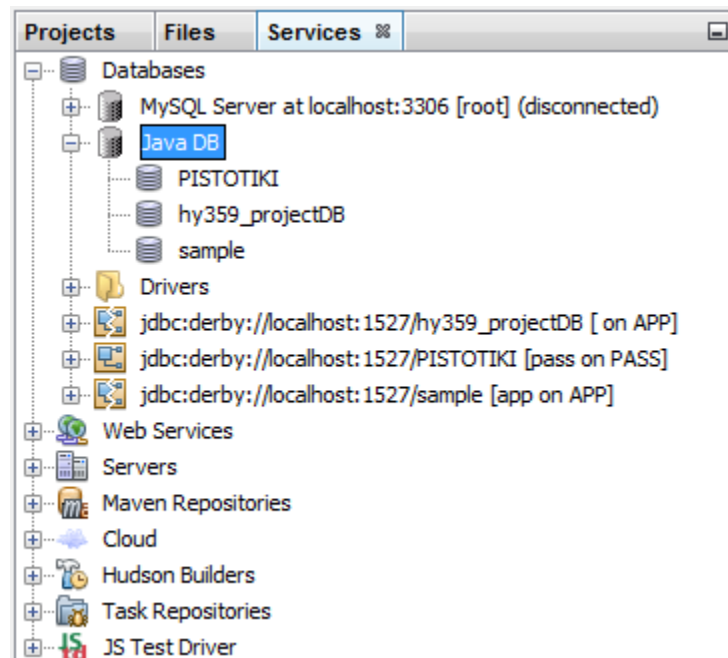 Projects Files Services
Databases
MySQL Server at localhost:3306 [root] (disconnected)
Java DB
PISTOTIKI
hy359_projectDB
sample
Drivers
jdbc:derby://localhost:1527/hy359_projectDB [ on APP]
jdbc:derby://localhost:1527/PISTOTIKI [pass on PASS]
jdbc:derby://localhost:1527/sample [app on APP]
Web Services
Servers
Maven Repositories
Cloud
Hudson Builders
Task Repositories
JS Test Driver